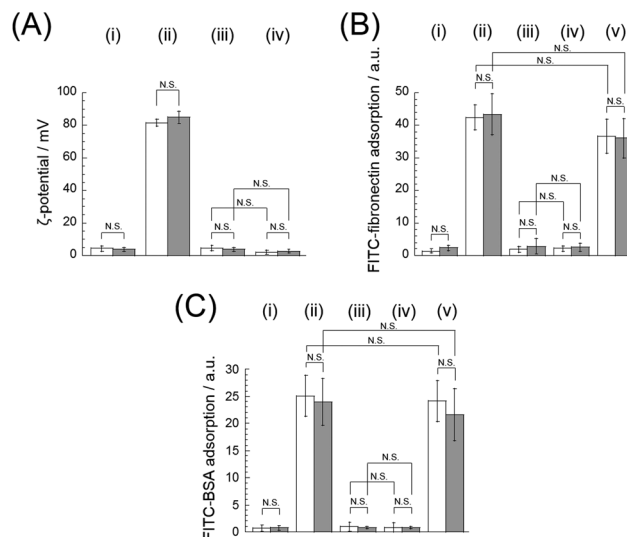 (A)
(i) (ii) (iii) (iv)
ζ-potential / mV
100
80
60
40
20
0
N.S.
N.S.
N.S.
N.S.
N.S.
N.S.
(B)
(i) (ii) (iii) (iv) (v)
FITC-fibronectin adsorption / a.u.
50
40
30
20
10
0
N.S.
N.S.
N.S.
N.S.
N.S.
N.S.
N.S.
N.S.
N.S.
(C)
(i) (ii) (iii) (iv) (v)
FITC-BSA adsorption / a.u.
30
25
20
15
10
5
0
N.S.
N.S.
N.S.
N.S.
N.S.
N.S.
N.S.
N.S.
N.S.